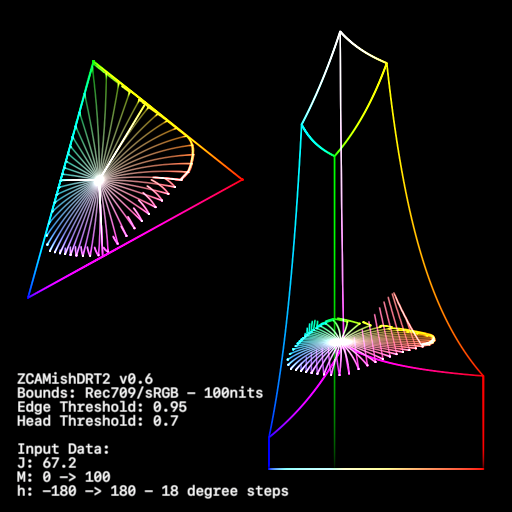 ZCAMishDRT2 v0.6
Bounds: Rec709/sRGB - 100nits
Edge Threshold: 0.95
Head Threshold: 0.7
Input Data:
J: 67.2
M: 0 -> 100
h: -180 -> 180 - 18 degree steps